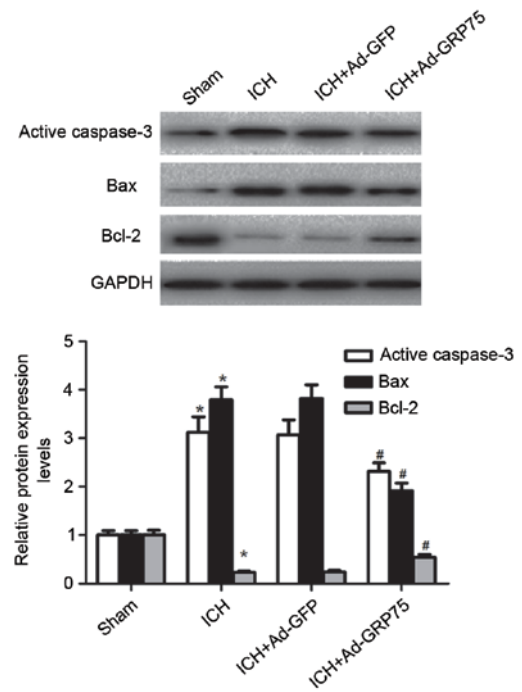 Sham ICH ICH+Ad-GFP ICH+Ad-GRP75
Active caspase-3
Bax
Bcl-2
GAPDH
Relative protein expression
levels
5
4
3
2
1
0
Active caspase-3
Bax
Bcl-2
* * *
# # #
Sham ICH ICH+Ad-GFP ICH+Ad-GRP75